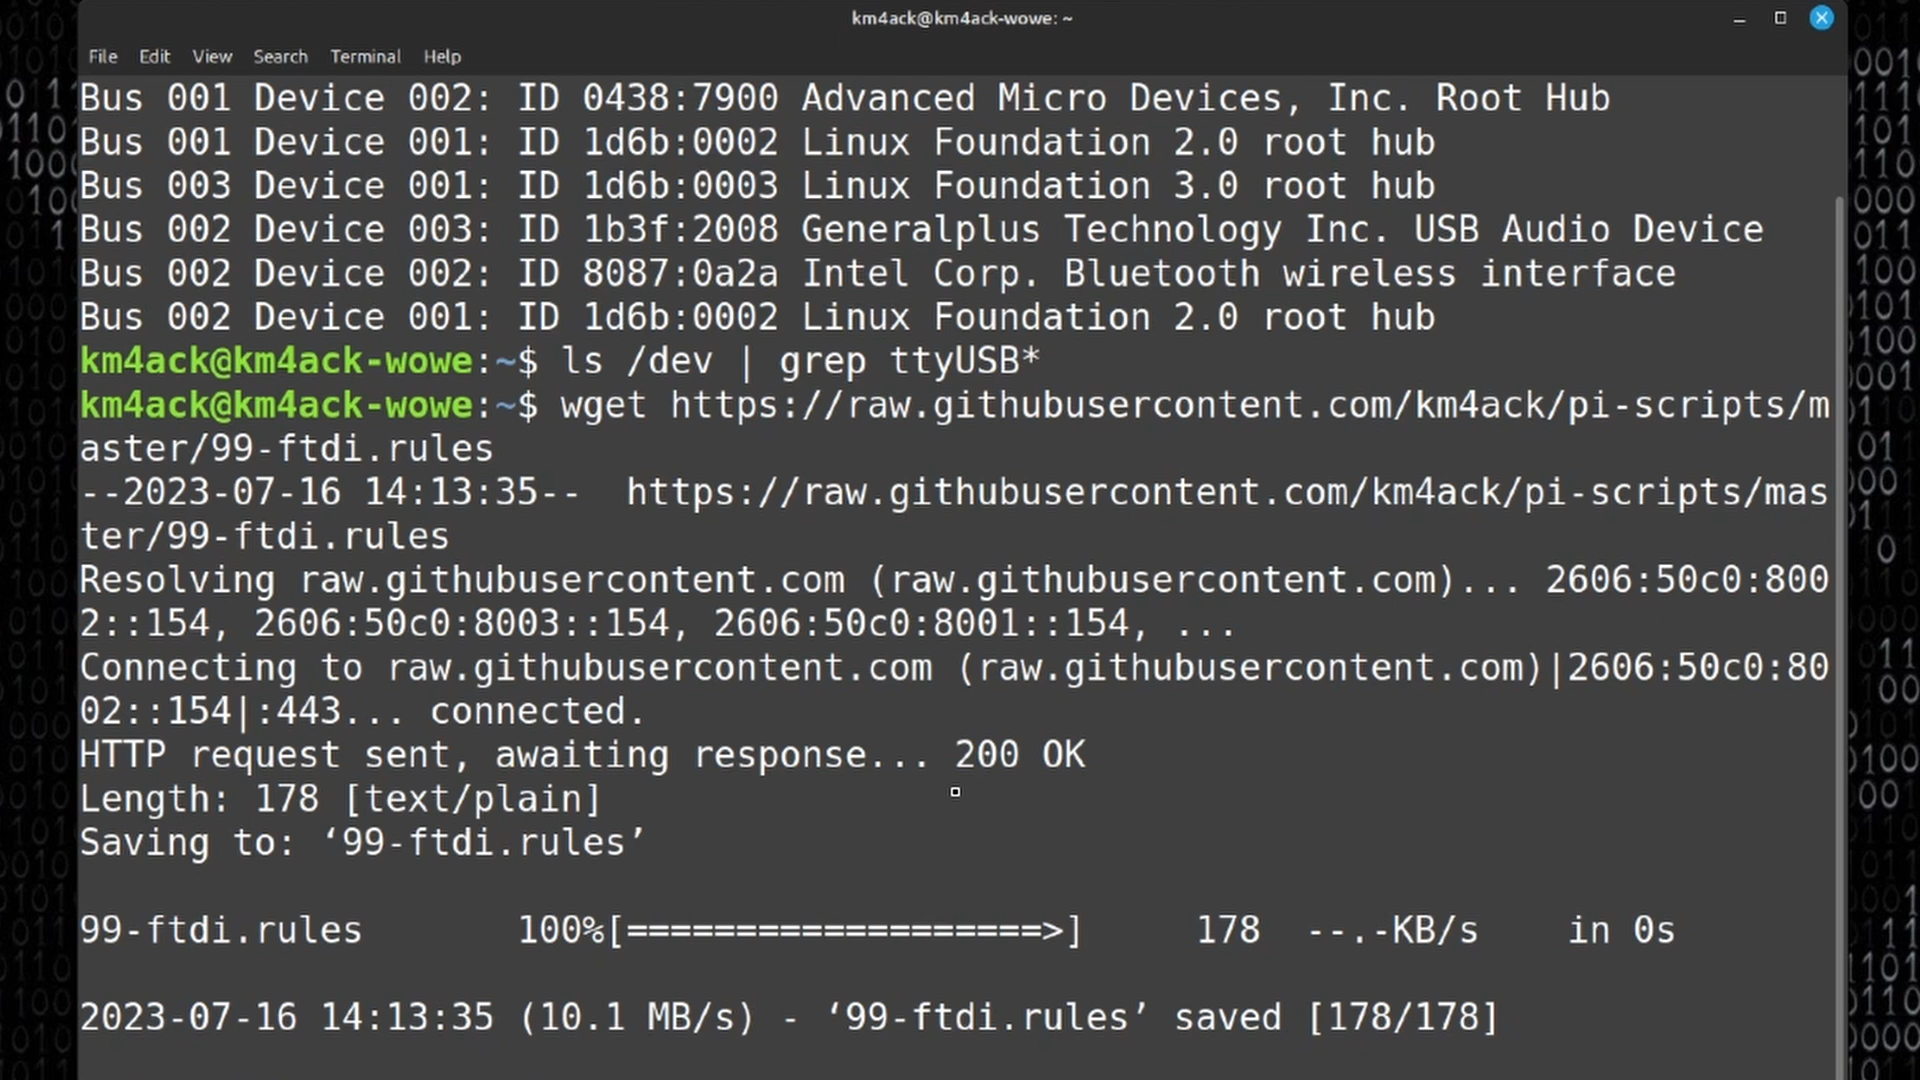 km4ack@km4ack-wowe: ~
File Edit View Search Terminal Help
Bus 001 Device 002: ID 0438:7900 Advanced Micro Devices, Inc. Root Hub
Bus 001 Device 001: ID 1d6b:0002 Linux Foundation 2.0 root hub
Bus 003 Device 001: ID 1d6b:0003 Linux Foundation 3.0 root hub
Bus 002 Device 003: ID 1b3f:2008 Generalplus Technology Inc. USB Audio Device
Bus 002 Device 002: ID 8087:0a2a Intel Corp. Bluetooth wireless interface
Bus 002 Device 001: ID 1d6b:0002 Linux Foundation 2.0 root hub
km4ack@km4ack-wowe:~$ ls /dev | grep ttyUSB*
km4ack@km4ack-wowe:~$ wget https://raw.githubusercontent.com/km4ack/pi-scripts/m
aster/99-ftdi.rules
--2023-07-16 14:13:35--  https://raw.githubusercontent.com/km4ack/pi-scripts/mas
ter/99-ftdi.rules
Resolving raw.githubusercontent.com (raw.githubusercontent.com)... 2606:50c0:800
2::154, 2606:50c0:8003::154, 2606:50c0:8001::154, ...
Connecting to raw.githubusercontent.com (raw.githubusercontent.com)|2606:50c0:80
02::154|:443... connected.
HTTP request sent, awaiting response... 200 OK
Length: 178 [text/plain]
Saving to: ‘99-ftdi.rules’
99-ftdi.rules 100%[===================>] 178 --.-KB/s in 0s
2023-07-16 14:13:35 (10.1 MB/s) - ‘99-ftdi.rules’ saved [178/178]